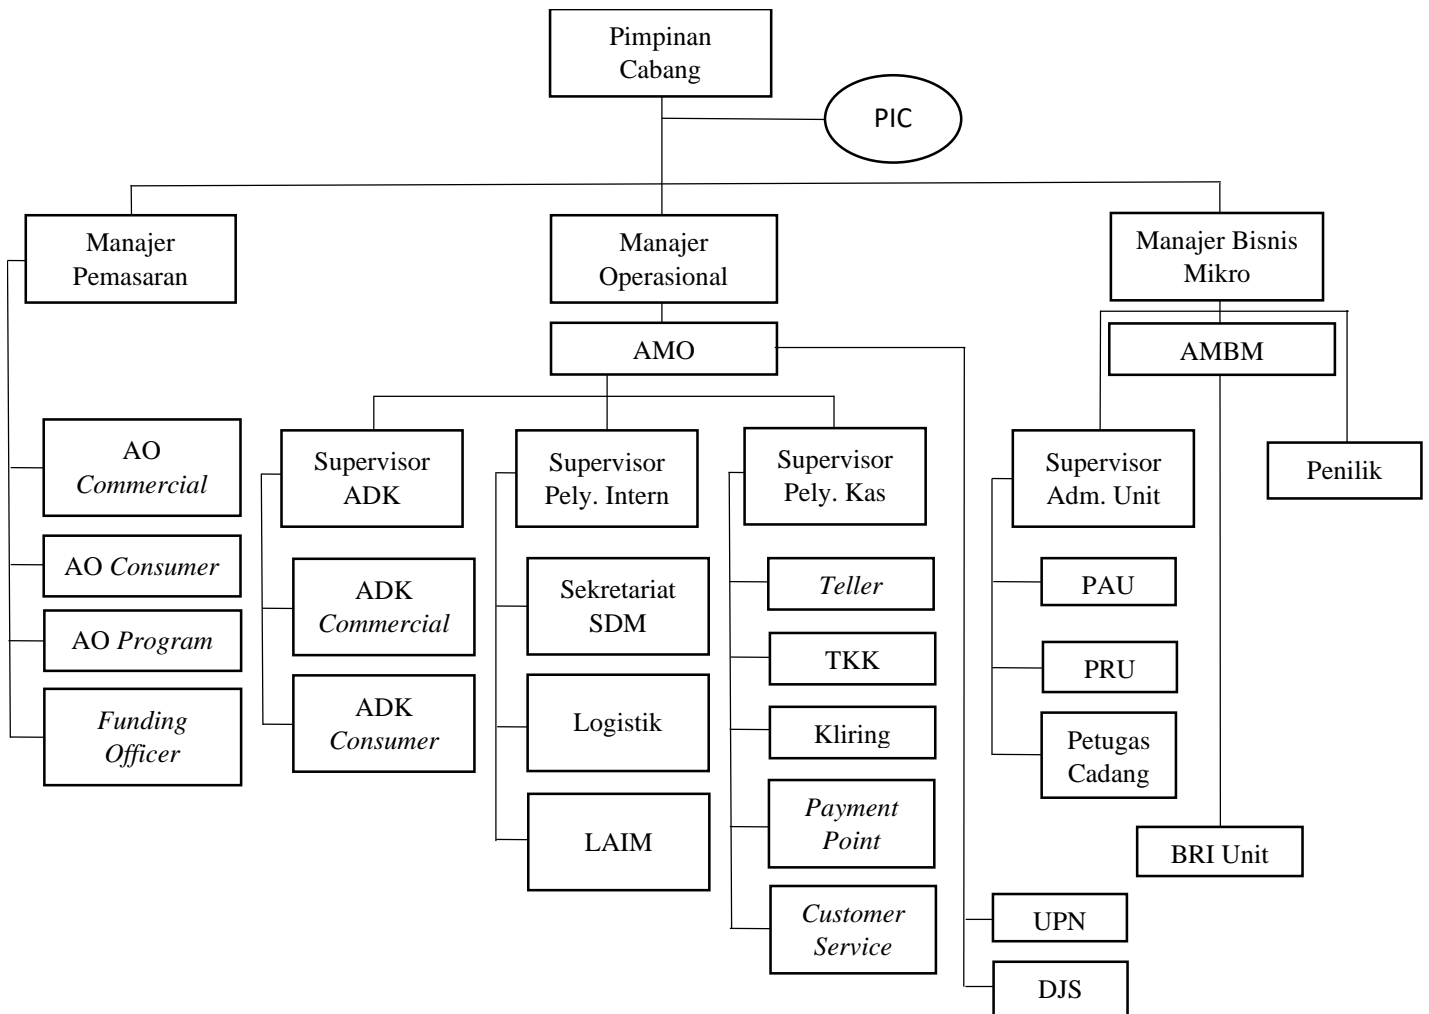 Pimpinan
Cabang
PIC
Manajer
Pemasaran
Manajer
Operasional
Manajer Bisnis
Mikro
AMO
AMBM
AO
Commercial
AO Consumer
AO Program
Funding
Officer
Supervisor
ADK
ADK
Commercial
ADK
Consumer
Supervisor
Pely. Intern
Sekretariat
SDM
Logistik
LAIM
Supervisor
Pely. Kas
Teller
TKK
Kliring
Payment
Point
Customer
Service
UPN
DJS
Supervisor
Adm. Unit
PAU
PRU
Petugas
Cadang
Penilik
BRI Unit